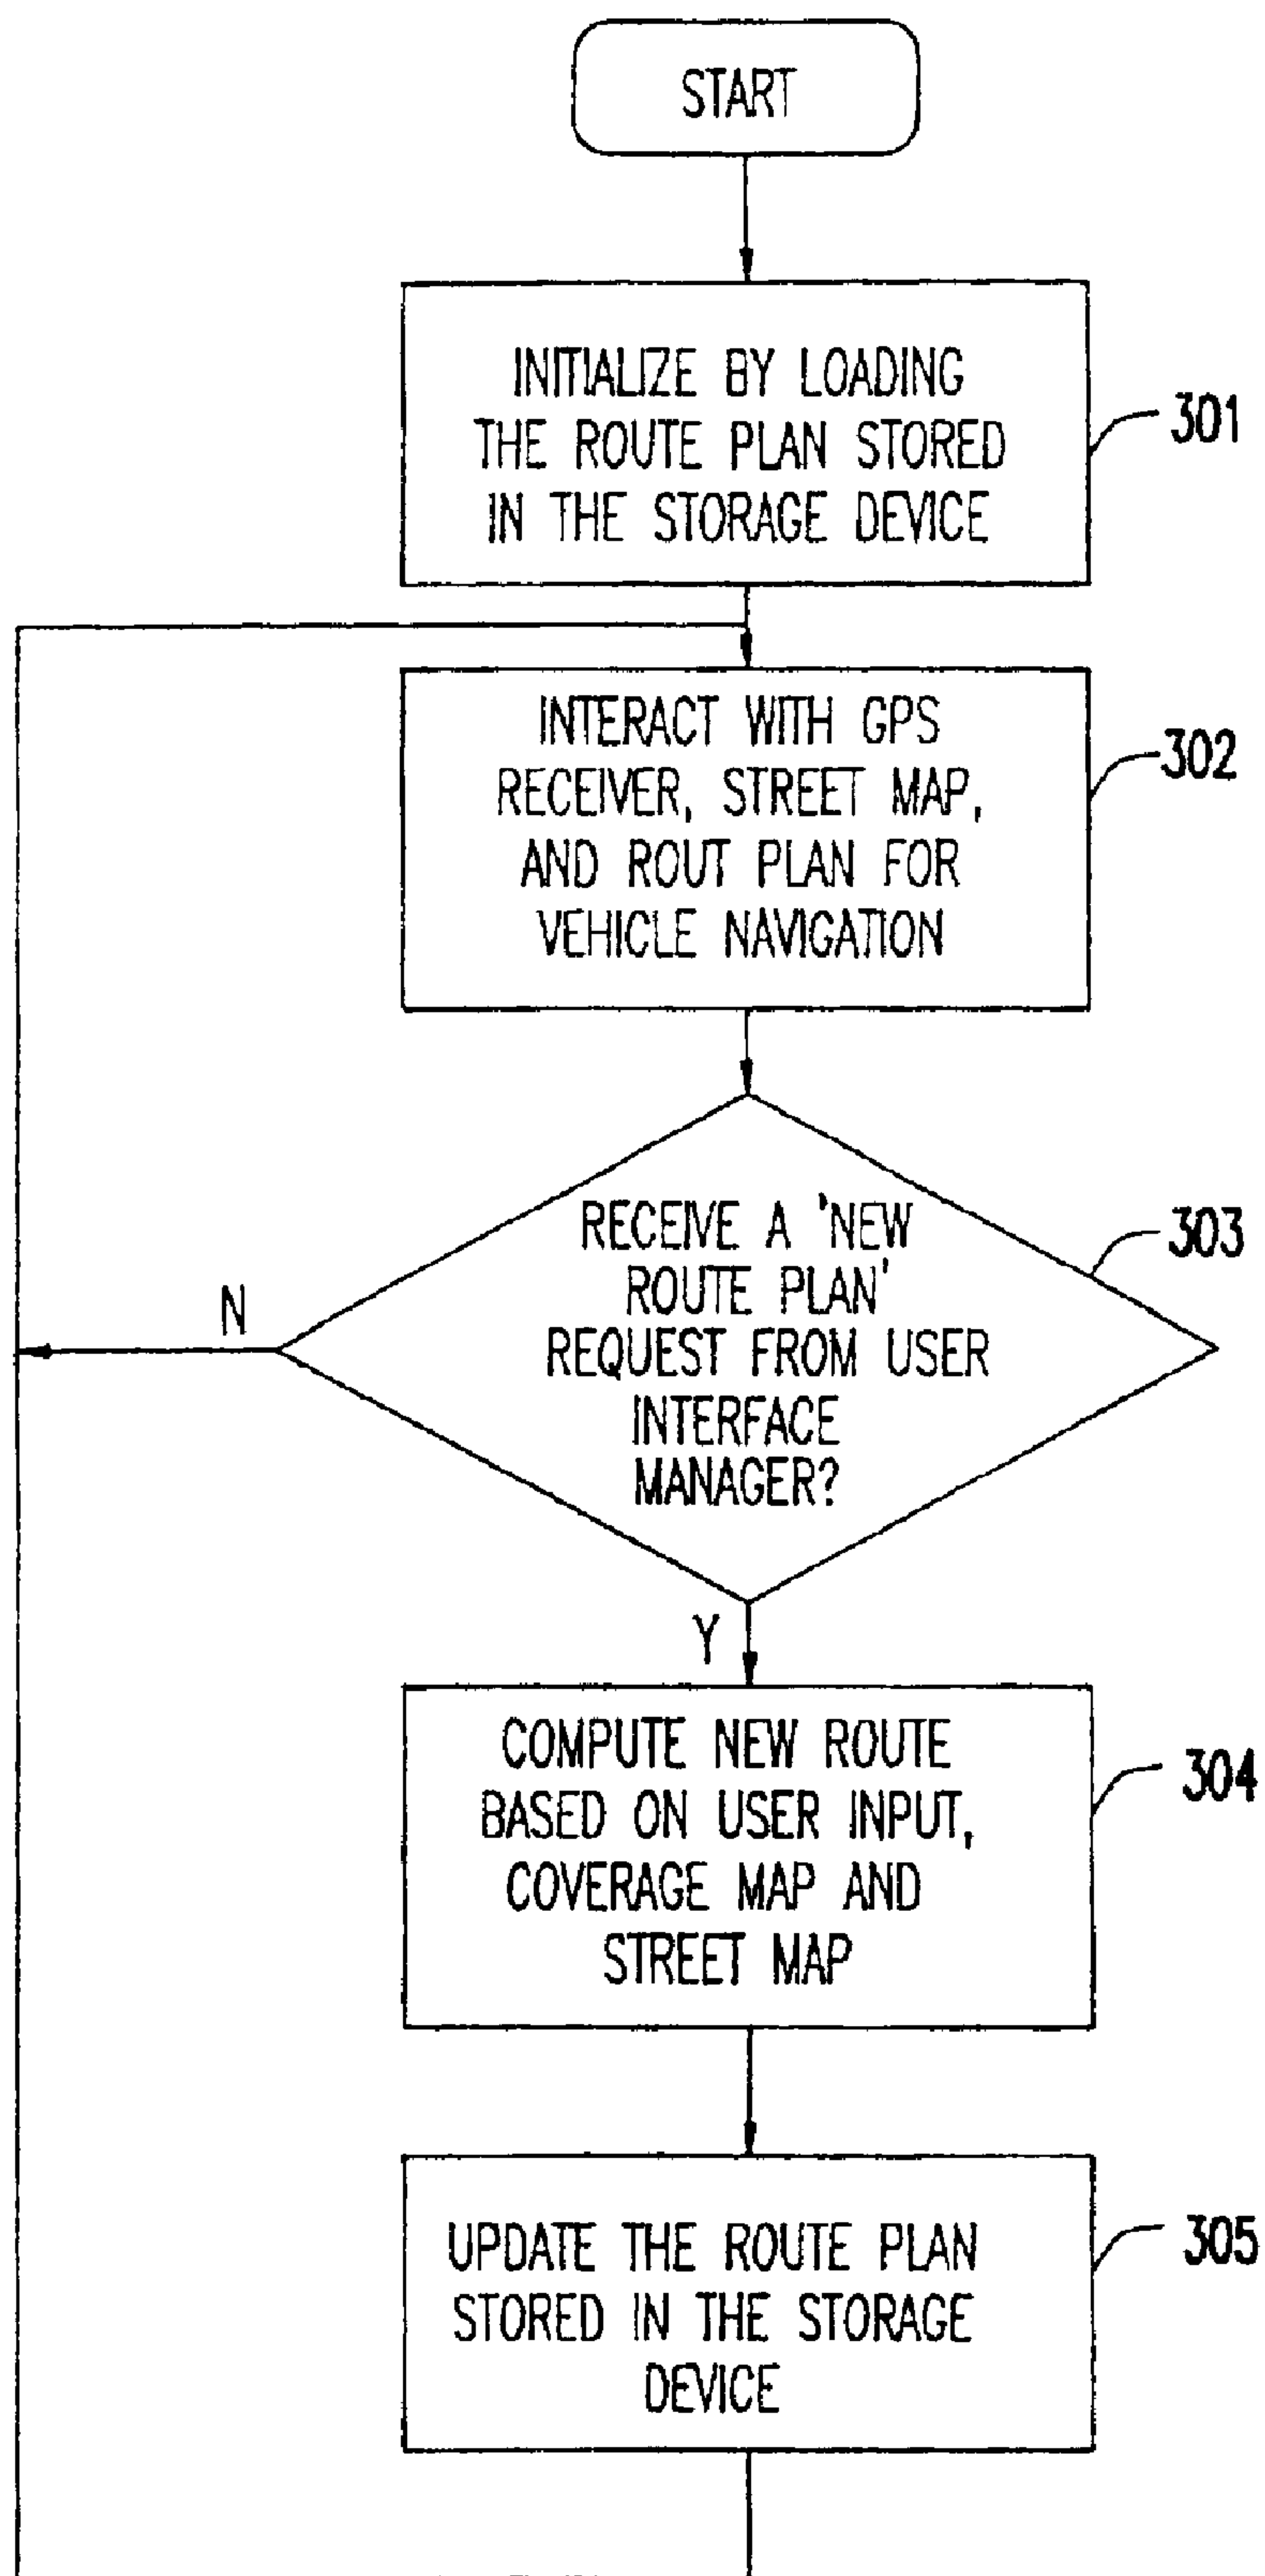 START
INITIALIZE BY LOADING
THE ROUTE PLAN STORED
IN THE STORAGE DEVICE
301
INTERACT WITH GPS
RECEIVER, STREET MAP,
AND ROUT PLAN FOR
VEHICLE NAVIGATION
302
RECEIVE A 'NEW
ROUTE PLAN'
REQUEST FROM USER
INTERFACE
MANAGER?
303
N
Y
COMPUTE NEW ROUTE
BASED ON USER INPUT,
COVERAGE MAP AND
STREET MAP
304
UPDATE THE ROUTE PLAN
STORED IN THE STORAGE
DEVICE
305